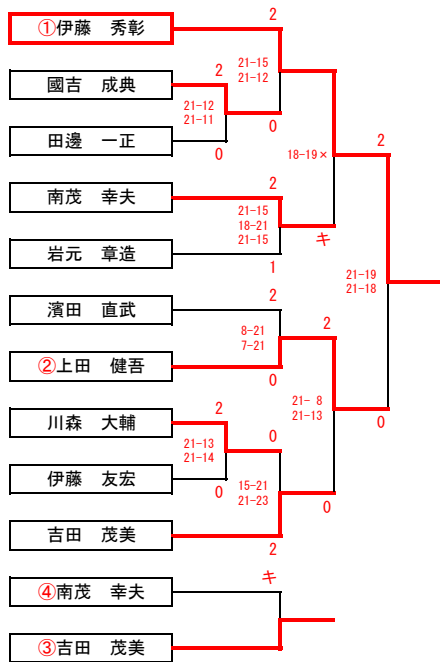 2
①伊藤 秀彰
21-15
21-12
2
國吉 成典
21-12
21-11
0
2
田邊 一正
18-19×
0
2
南茂 幸夫
21-15
18-21
21-15
キ
岩元 章造
1
21-19
21-18
2
濱田 直武
2
8-21
7-21
②上田 健吾
0
21- 8
21-13
2
川森 大輔
0
0
21-13
21-14
伊藤 友宏
15-21
21-23
0
0
吉田 茂美
2
キ
④南茂 幸夫
③吉田 茂美